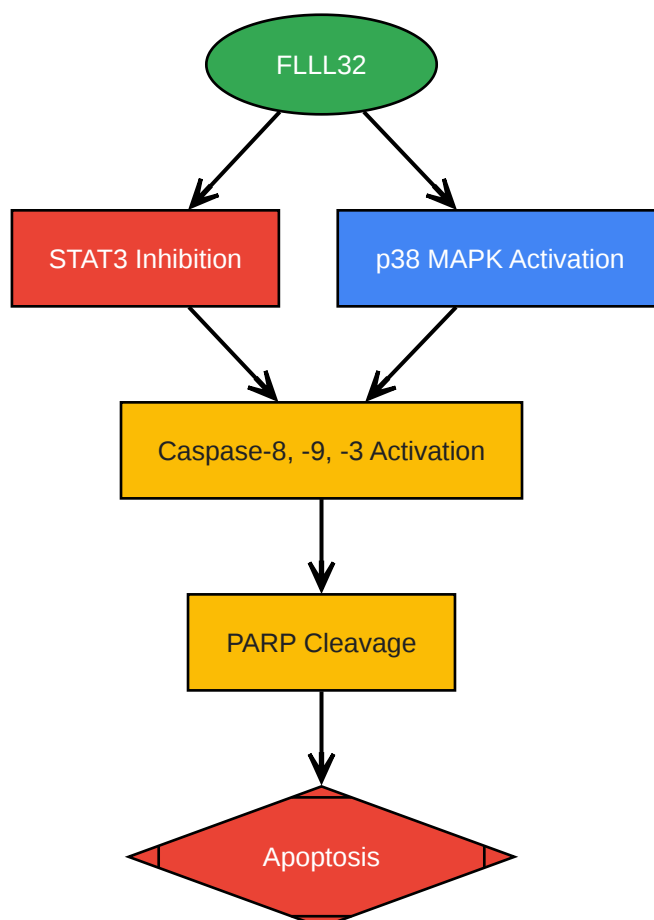 FLLL32
STAT3 Inhibition
p38 MAPK Activation
Caspase-8, -9, -3 Activation
PARP Cleavage
Apoptosis